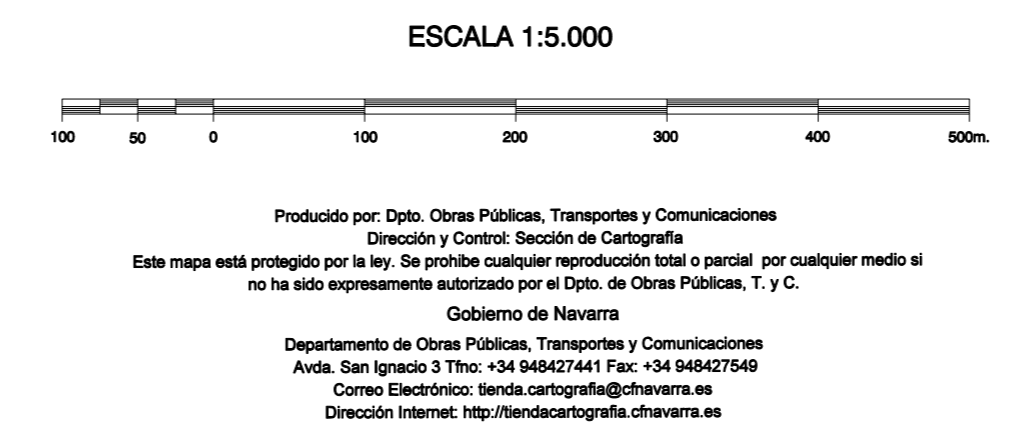 ESCALA 1:5.000
100 50 0 100 200 300 400 500m.
Producido por: Dpto. Obras Públicas, Transportes y Comunicaciones
Dirección y Control: Sección de Cartografía
Este mapa está protegido por la ley. Se prohibe cualquier reproducción total o parcial por cualquier medio si
no ha sido expresamente autorizado por el Dpto. de Obras Públicas, T. y C.
Gobierno de Navarra
Departamento de Obras Públicas, Transportes y Comunicaciones
Avda. San Ignacio 3 Tfno: +34 948427441 Fax: +34 948427549
Correo Electrónico: tienda.cartografia@cfnavarra.es
Dirección Internet: http://tiendacartografia.cfnavarra.es